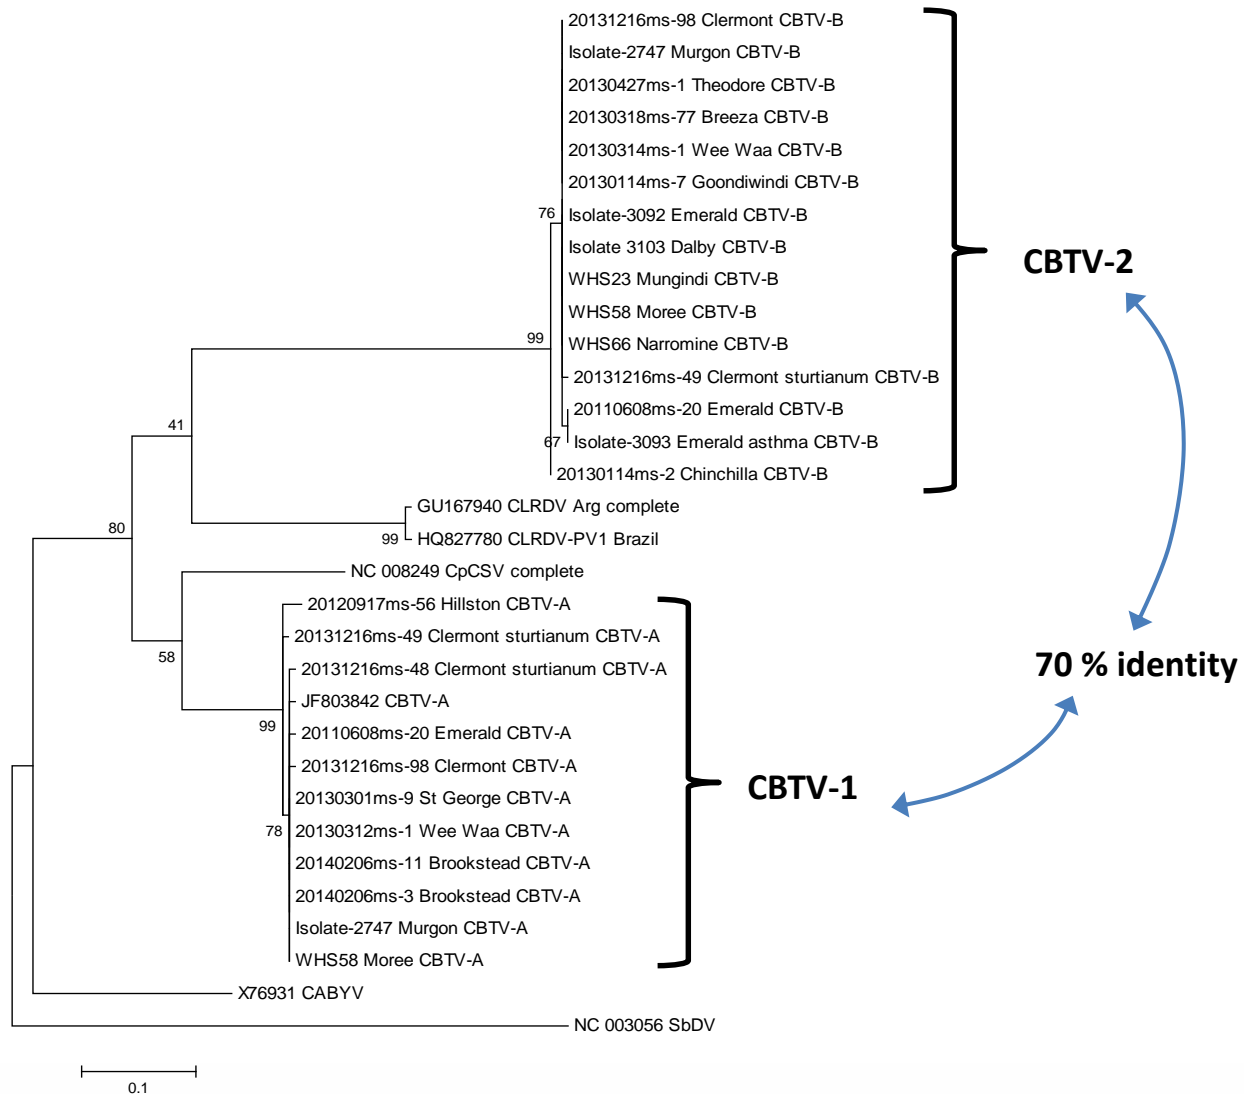 20131216ms-98 Clermont CBTV-B
Isolate-2747 Murgon CBTV-B
20130427ms-1 Theodore CBTV-B
20130318ms-77 Breeza CBTV-B
20130314ms-1 Wee Waa CBTV-B
20130114ms-7 Goondiwindi CBTV-B
76
Isolate-3092 Emerald CBTV-B
Isolate 3103 Dalby CBTV-B
CBTV-2
WHS23 Mungindi CBTV-B
WHS58 Moree CBTV-B
99
WHS66 Narromine CBTV-B
20131216ms-49 Clermont sturtianum CBTV-B
20110608ms-20 Emerald CBTV-B
41
67
Isolate-3093 Emerald asthma CBTV-B
20130114ms-2 Chinchilla CBTV-B
GU167940 CLRDV Arg complete
80
99
HQ827780 CLRDV-PV1 Brazil
NC 008249 CpCSV complete
20120917ms-56 Hillston CBTV-A
20131216ms-49 Clermont sturtianum CBTV-A
58
70 % identity
20131216ms-48 Clermont sturtianum CBTV-A
JF803842 CBTV-A
99
20110608ms-20 Emerald CBTV-A
20131216ms-98 Clermont CBTV-A
CBTV-1
20130301ms-9 St George CBTV-A
78
20130312ms-1 Wee Waa CBTV-A
20140206ms-11 Brookstead CBTV-A
20140206ms-3 Brookstead CBTV-A
Isolate-2747 Murgon CBTV-A
WHS58 Moree CBTV-A
X76931 CABYV
NC 003056 SbDV
0.1